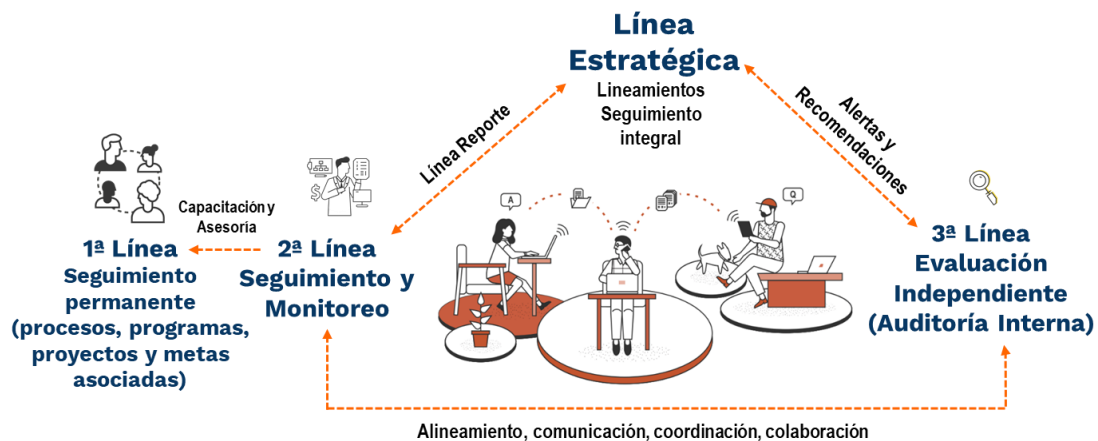 Línea
Estratégica
Lineamientos
Seguimiento
integral
Línea Reporte
Alertas y
Recomendaciones
Capacitación y
Asesoría
1ª Línea
Seguimiento
permanente
(procesos, programas,
proyectos y metas
asociadas)
2ª Línea
Seguimiento y
Monitoreo
A
Q
3ª Línea
Evaluación
Independiente
(Auditoría Interna)
Alineamiento, comunicación, coordinación, colaboración